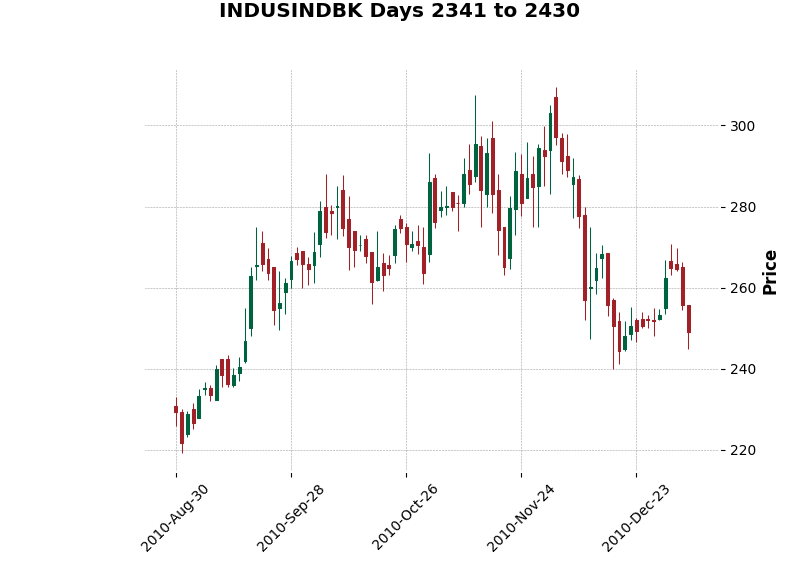 INDUSINDBK Days 2341 to 2430
300
280
260
240
220
Price
2010-Aug-30
2010-Sep-28
2010-Oct-26
2010-Nov-24
2010-Dec-23